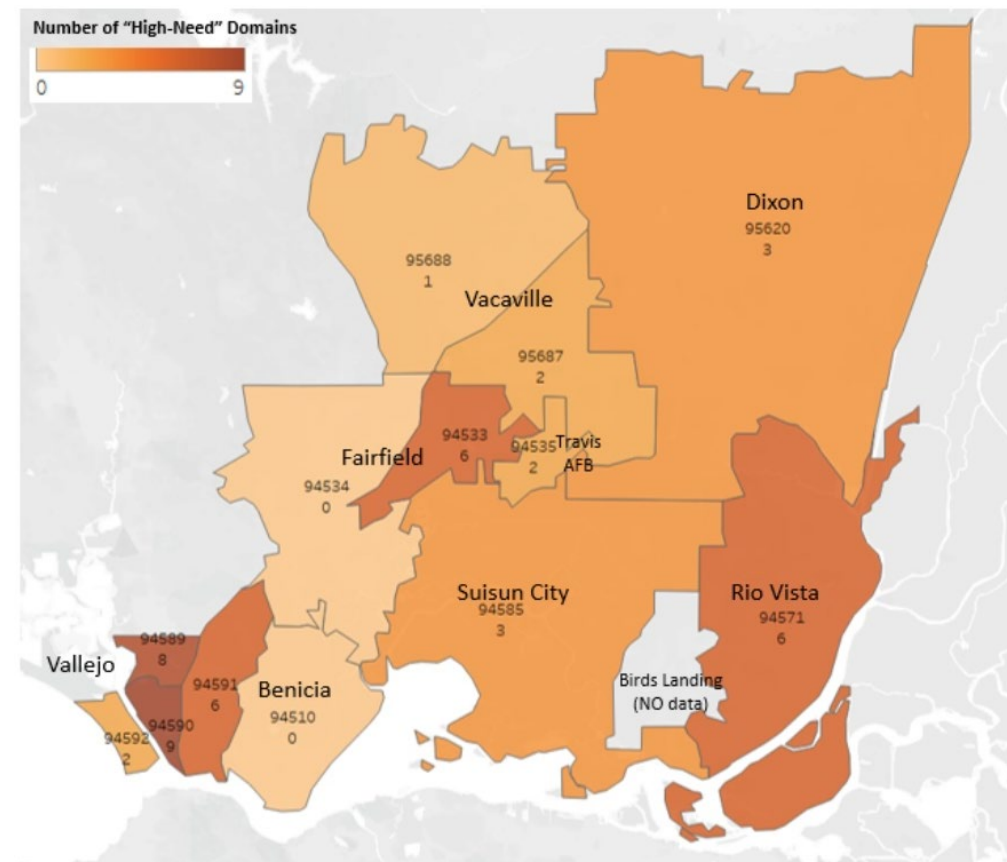 Number of “High-Need” Domains
0 9
Dixon
95620
3
95688
1
Vacaville
95687
2
94533
6
94535
2
Travis
AFB
Fairfield
94534
0
Suisun City
94585
3
Rio Vista
94571
6
94589
8
Vallejo
94591
6
Benicia
94510
0
Birds Landing
(NO data)
94590
9
94592
2